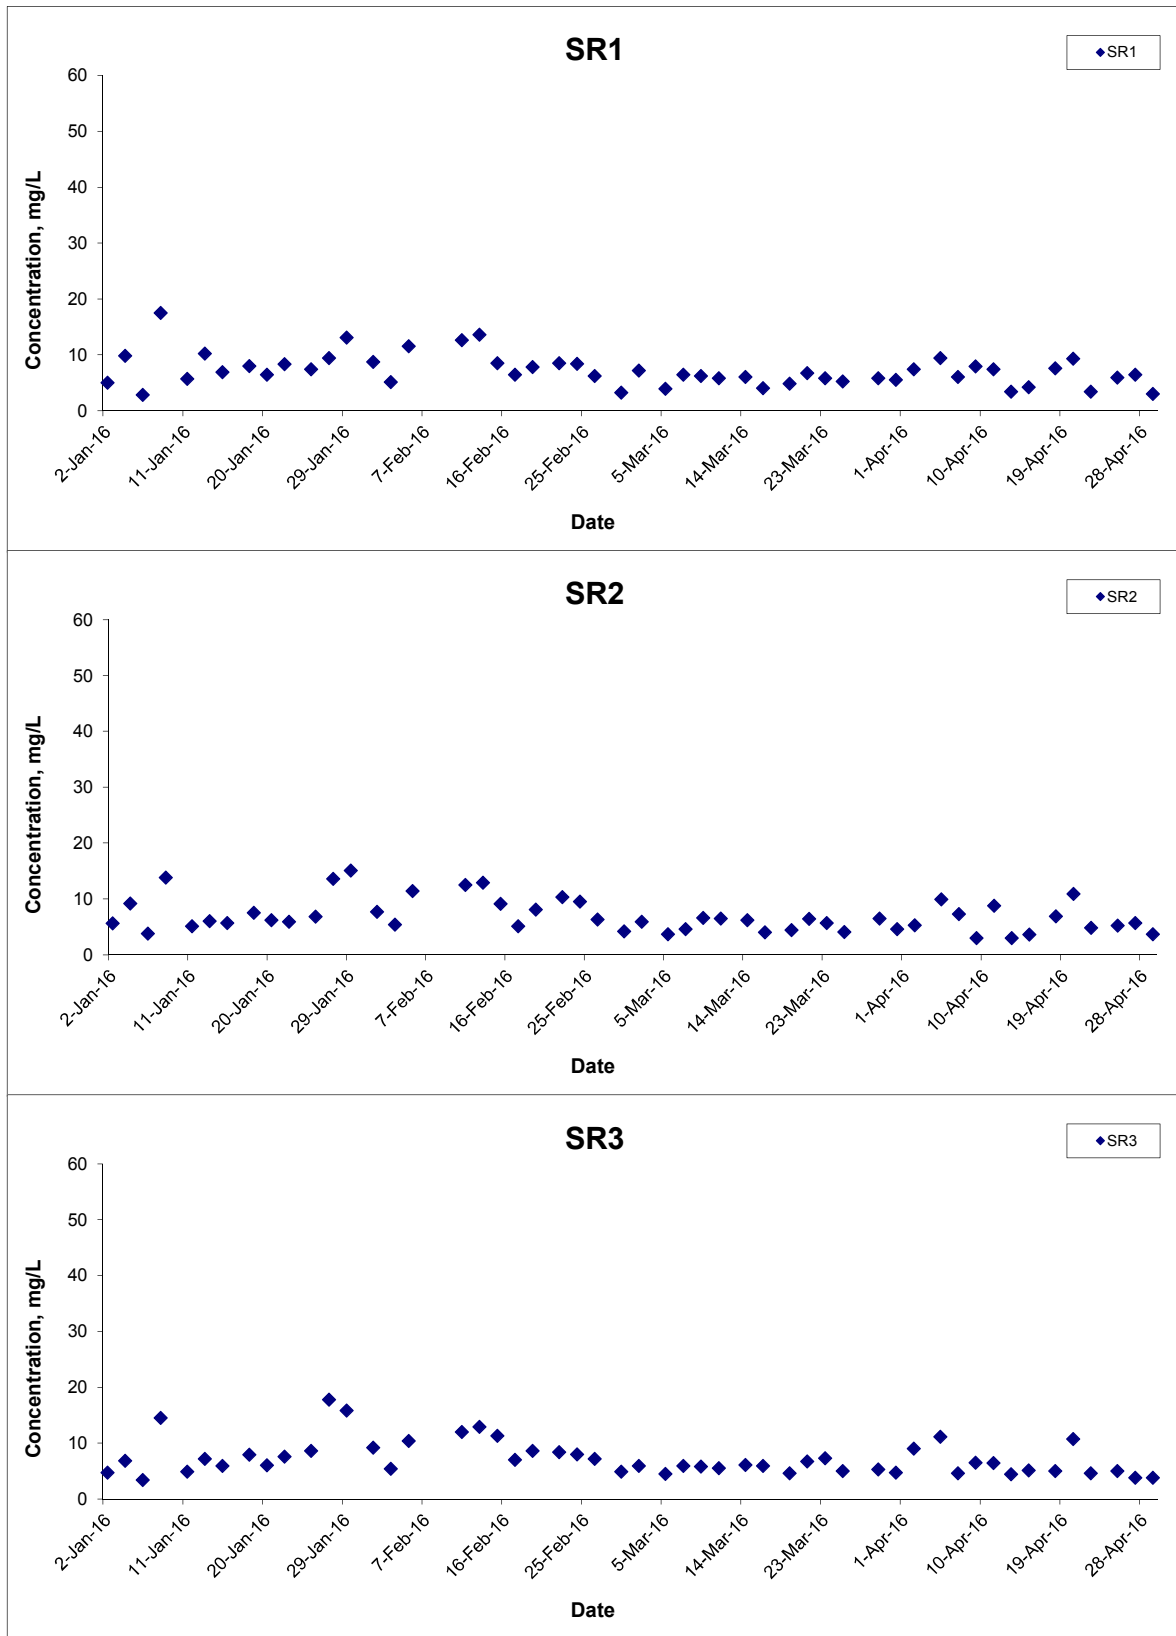 SR1
SR1
60
50
40
30
20
10
0
Concentration, mg/L
2-Jan-16
11-Jan-16
20-Jan-16
29-Jan-16
7-Feb-16
16-Feb-16
25-Feb-16
5-Mar-16
14-Mar-16
23-Mar-16
1-Apr-16
10-Apr-16
19-Apr-16
28-Apr-16
Date
SR2
SR2
60
50
40
30
20
10
0
Concentration, mg/L
2-Jan-16
11-Jan-16
20-Jan-16
29-Jan-16
7-Feb-16
16-Feb-16
25-Feb-16
5-Mar-16
14-Mar-16
23-Mar-16
1-Apr-16
10-Apr-16
19-Apr-16
28-Apr-16
Date
SR3
SR3
60
50
40
30
20
10
0
Concentration, mg/L
2-Jan-16
11-Jan-16
20-Jan-16
29-Jan-16
7-Feb-16
16-Feb-16
25-Feb-16
5-Mar-16
14-Mar-16
23-Mar-16
1-Apr-16
10-Apr-16
19-Apr-16
28-Apr-16
Date